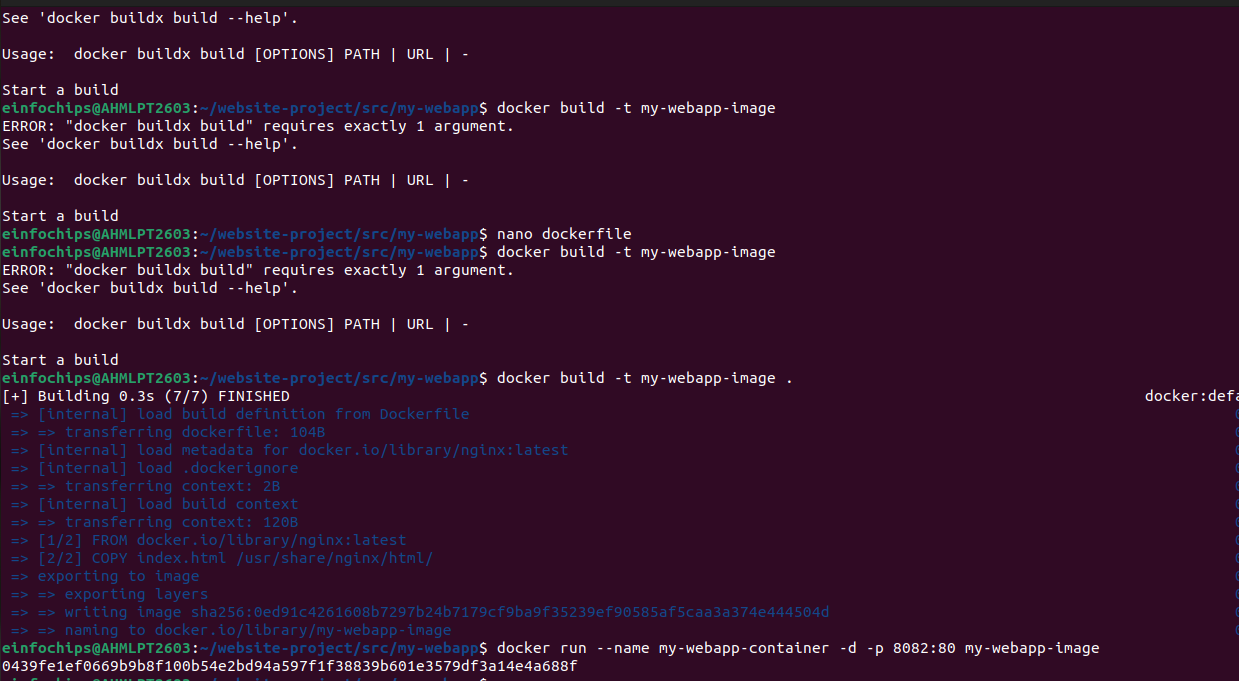 See 'docker buildx build --help'.
Usage:  docker buildx build [OPTIONS] PATH | URL | -
Start a build
einfochips@AHMLPT2603:~/website-project/src/my-webapp$ docker build -t my-webapp-image
ERROR: "docker buildx build" requires exactly 1 argument.
See 'docker buildx build --help'.
Usage:  docker buildx build [OPTIONS] PATH | URL | -
Start a build
einfochips@AHMLPT2603:~/website-project/src/my-webapp$ nano dockerfile
einfochips@AHMLPT2603:~/website-project/src/my-webapp$ docker build -t my-webapp-image
ERROR: "docker buildx build" requires exactly 1 argument.
See 'docker buildx build --help'.
Usage:  docker buildx build [OPTIONS] PATH | URL | -
Start a build
einfochips@AHMLPT2603:~/website-project/src/my-webapp$ docker build -t my-webapp-image .
[+] Building 0.3s (7/7) FINISHED docker:defa
=> [internal] load build definition from Dockerfile
=> => transferring dockerfile: 104B
=> [internal] load metadata for docker.io/library/nginx:latest
=> [internal] load .dockerignore
=> => transferring context: 2B
=> [internal] load build context
=> => transferring context: 120B
=> [1/2] FROM docker.io/library/nginx:latest
=> [2/2] COPY index.html /usr/share/nginx/html/
=> exporting to image
=> => exporting layers
=> => writing image sha256:0ed91c4261608b7297b24b7179cf9ba9f35239ef90585af5caa3a374e444504d
=> => naming to docker.io/library/my-webapp-image
einfochips@AHMLPT2603:~/website-project/src/my-webapp$ docker run --name my-webapp-container -d -p 8082:80 my-webapp-image
0439fe1ef0669b9b8f100b54e2bd94a597f1f38839b601e3579df3a14e4a688f